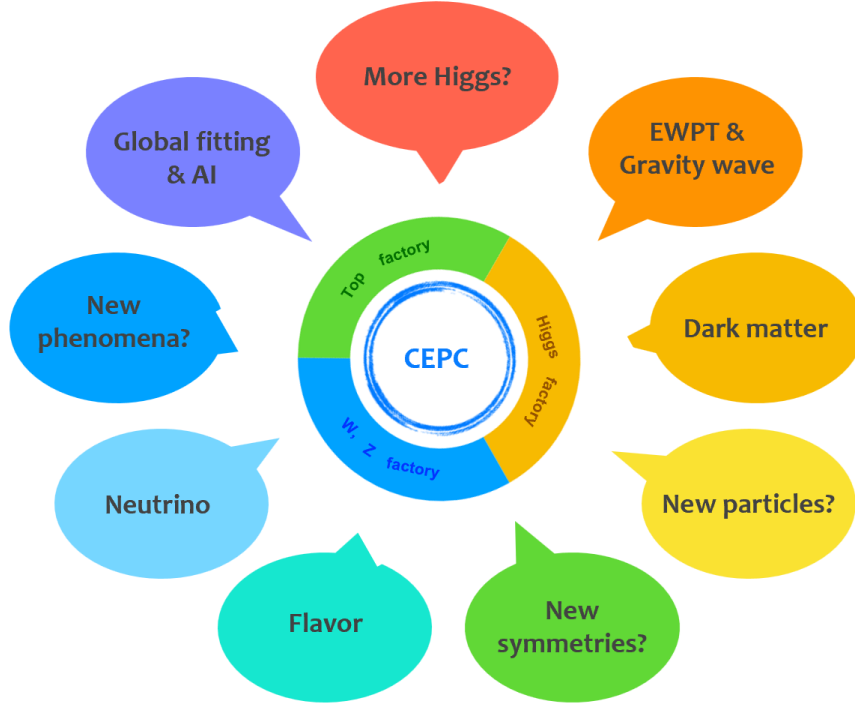 More Higgs?
Global fitting
& AI
EWPT &
Gravity wave
New
phenomena?
Top factory
Higgs factory
W, Z factory
CEPC
Dark matter
Neutrino
New particles?
Flavor
New
symmetries?